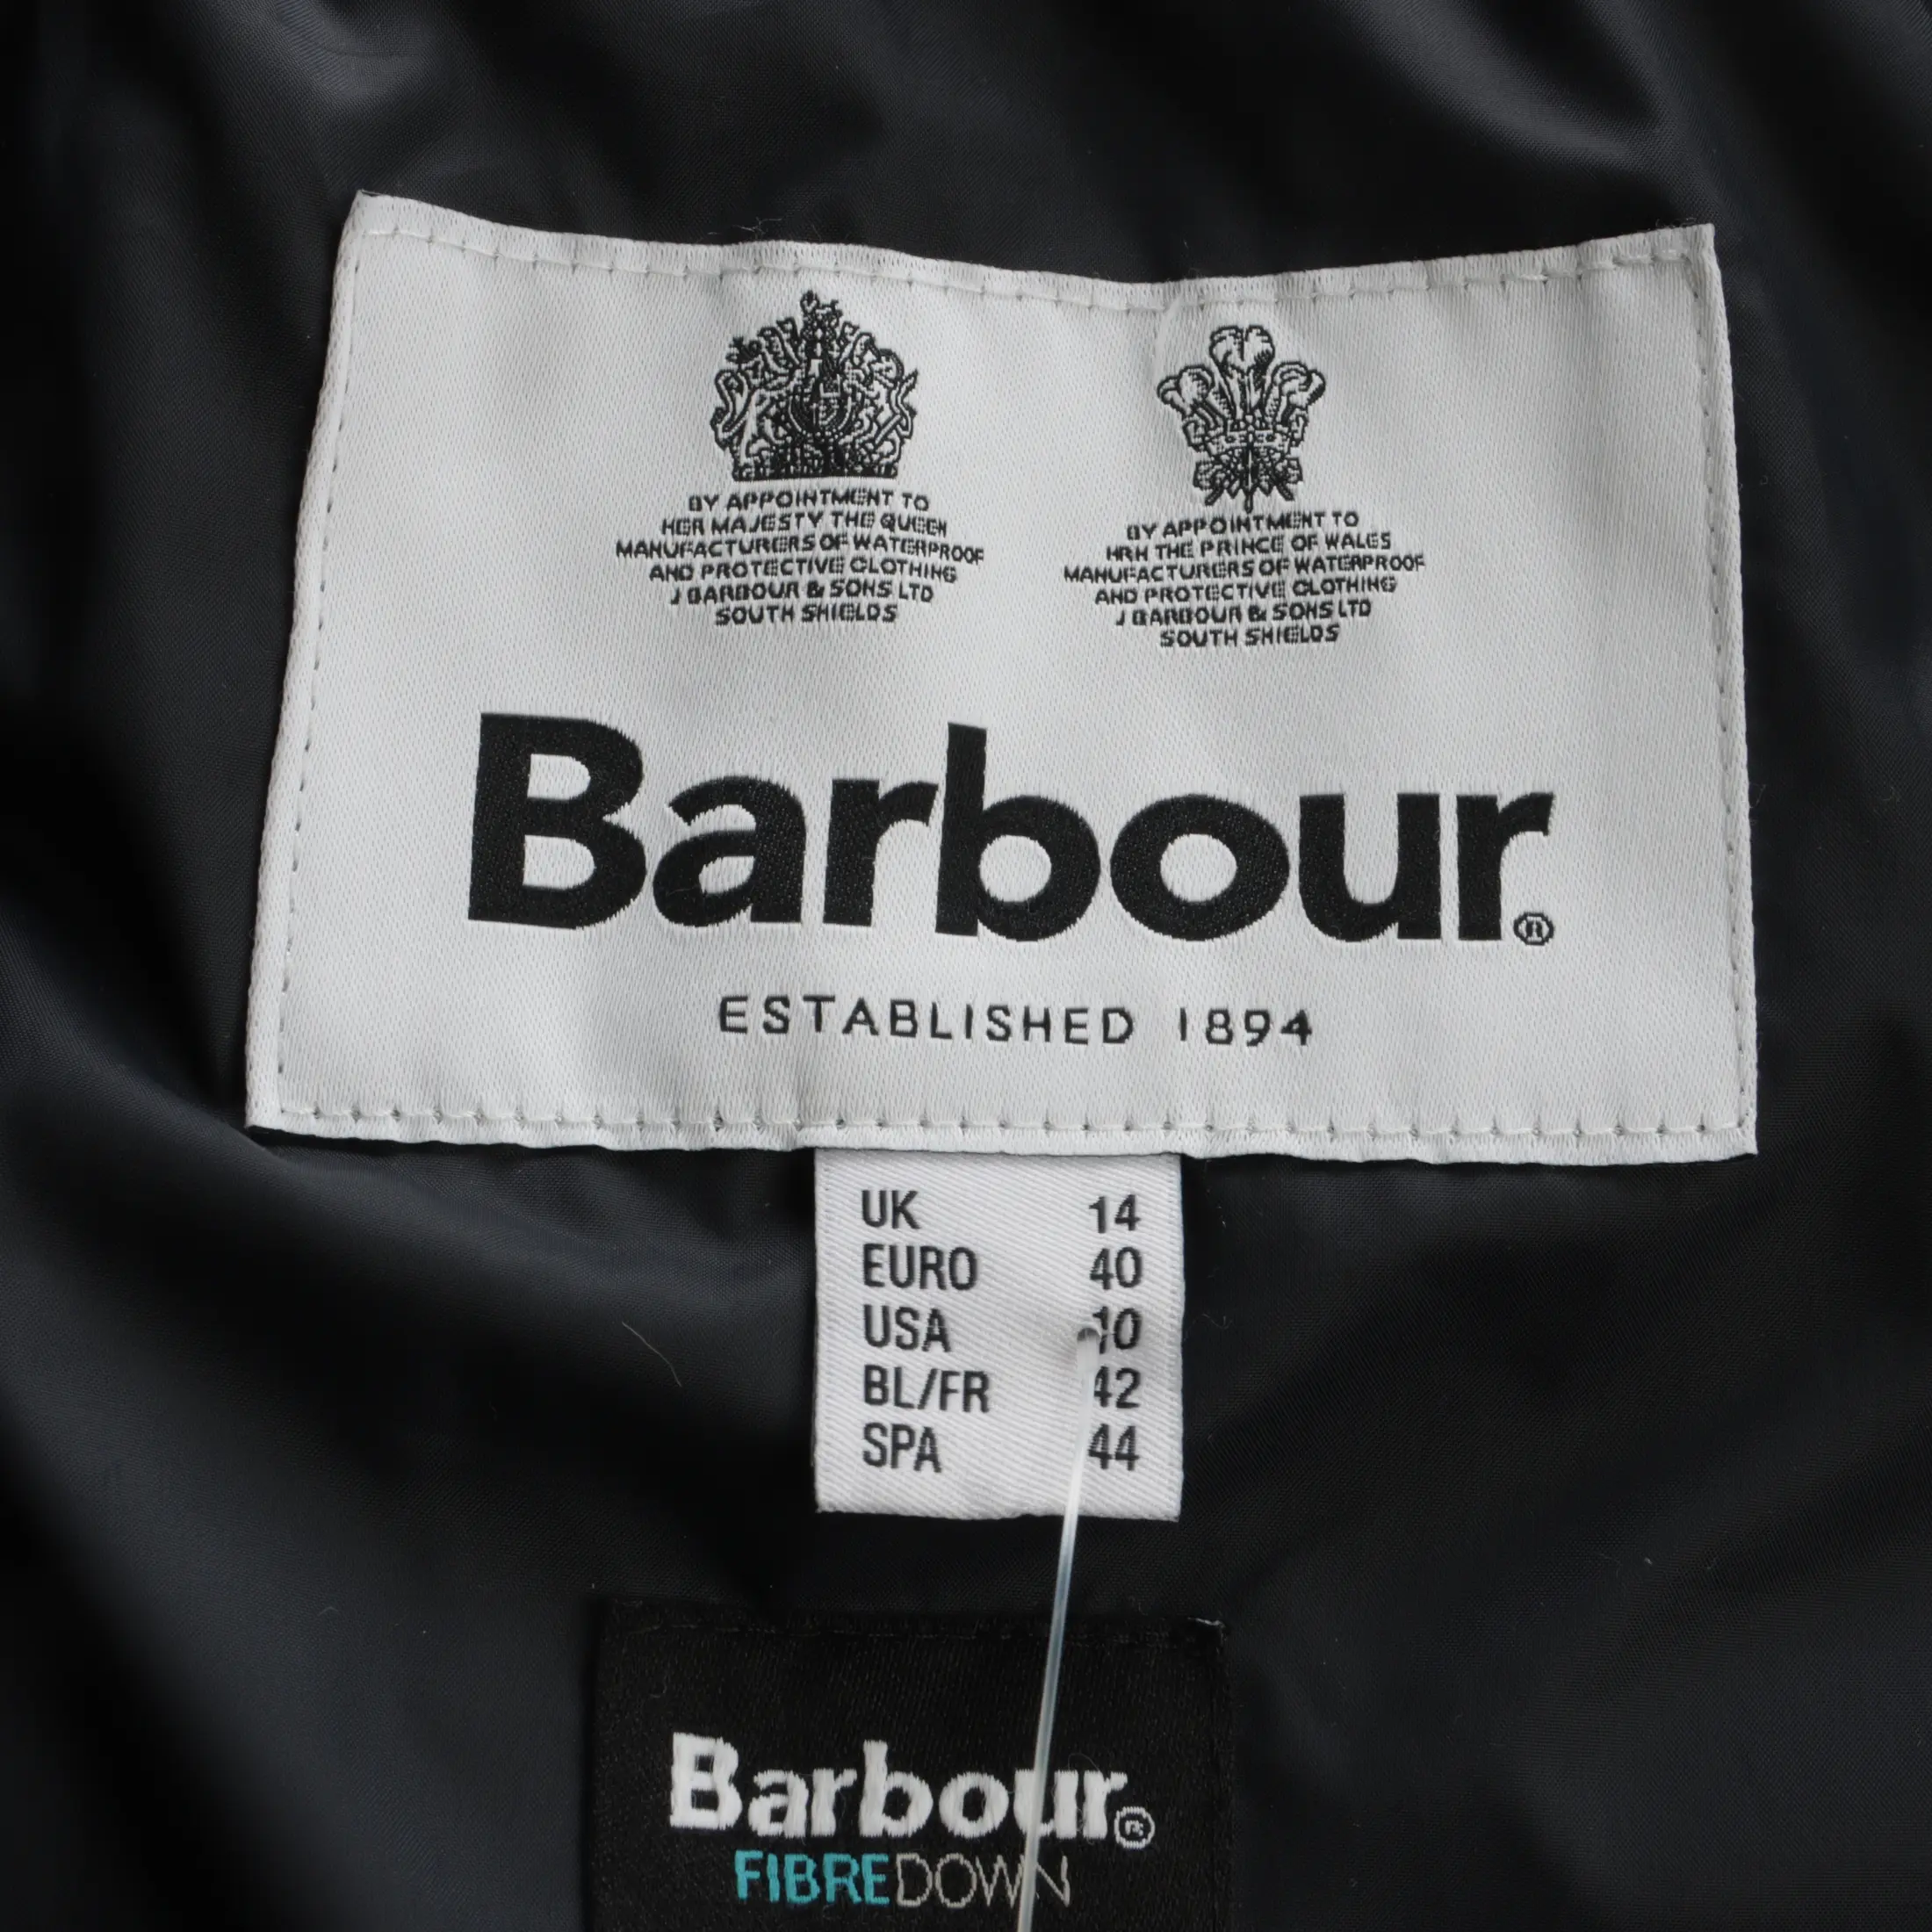 BY APPOINTMENT TO
HER MAJESTY THE QUEEN
MANUFACTURERS OF WATERPROOF
AND PROTECTIVE CLOTHING
J BARBOUR & SONS LTD
SOUTH SHIELDS
BY APPOINTMENT TO
HRH THE PRINCE OF WALES
MANUFACTURERS OF WATERPROOF
AND PROTECTIVE CLOTHING
J BARBOUR & SONS LTD
SOUTH SHIELDS
Barbour®
ESTABLISHED 1894
UK 14
EURO 40
USA 10
BL/FR 42
SPA 44
Barbour®
FIBREDOWN